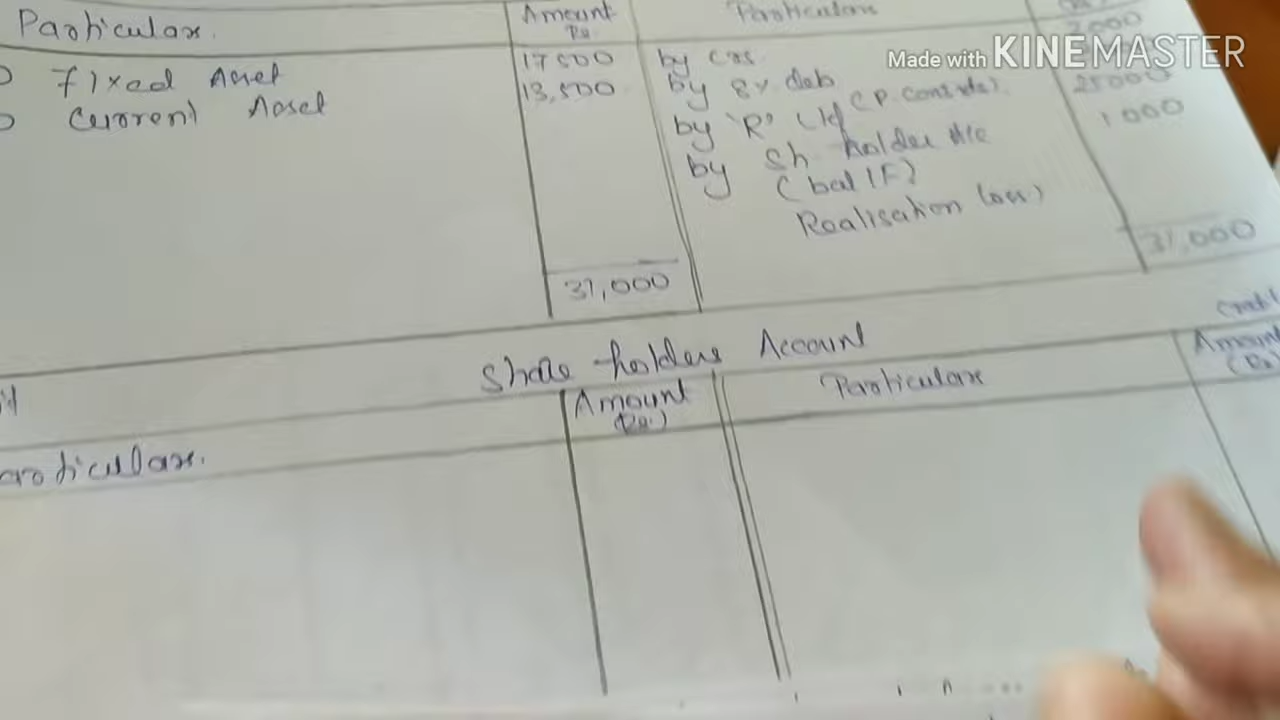 Particulars.
Amount
Rs
Particulars
Fixed Asset
17500
by crs
2000
Current Asset
13,500
by 8% deb
by 'R' Ltd (P. Conside)
25000
by Sh holder A/c
1000
(bal/F)
Realisation loss)
31,000
31,000
Share holders Account
Particulars.
Amount
(Rs.)
Particulars
Amount
(Rs)
Made with KINEMASTER